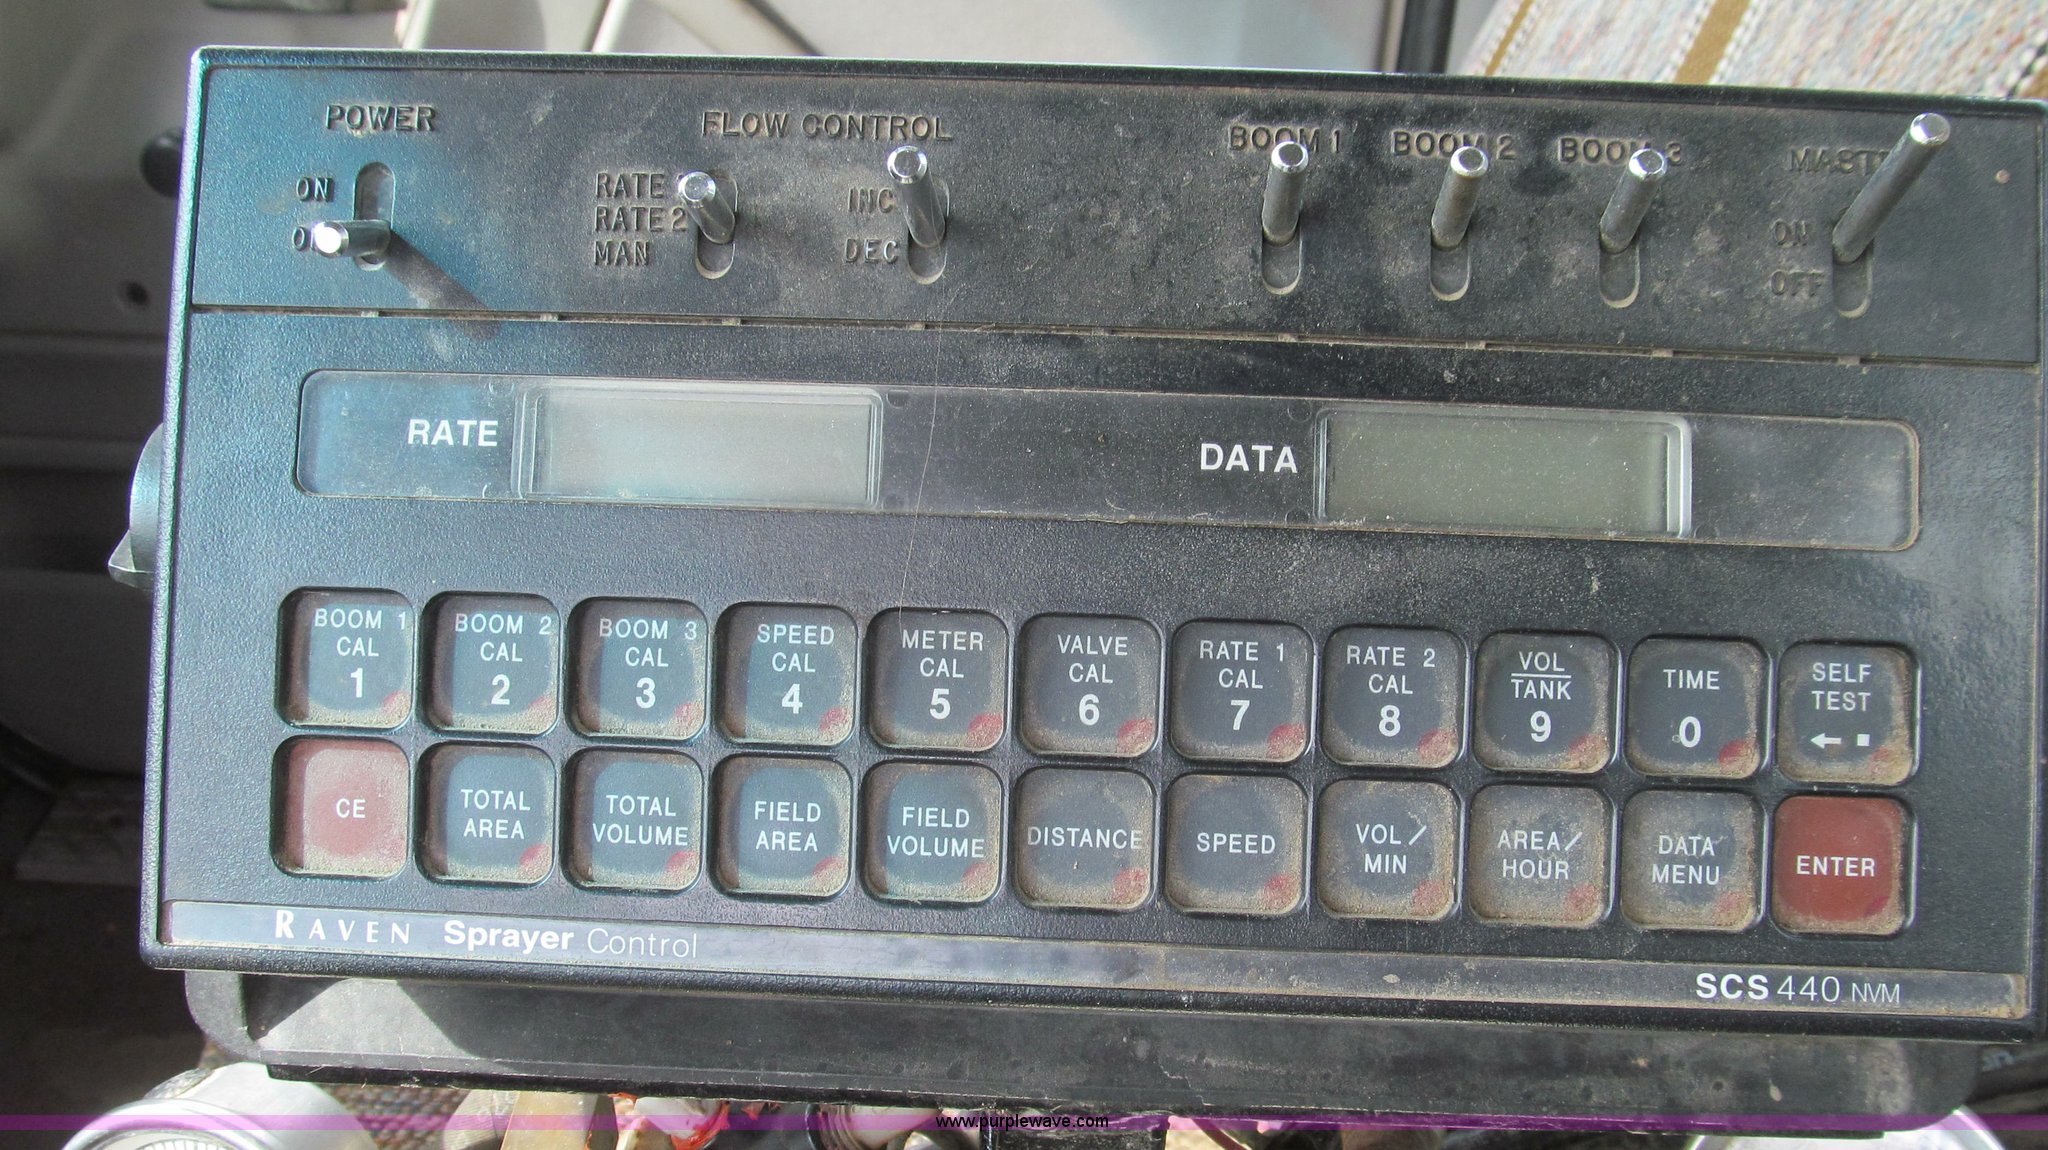 POWER
FLOW CONTROL
BOOM 1
BOOM 2
BOOM 3
ON
RATE
RATE 2
MAN
INC
DEC
ON
OFF
RATE
DATA
BOOM 1 CAL 1
BOOM 2 CAL 2
BOOM 3 CAL 3
SPEED CAL 4
METER CAL 5
VALVE CAL 6
RATE 1 CAL 7
RATE 2 CAL 8
VOL TANK 9
TIME 0
SELF TEST ← ▪
CE
TOTAL AREA
TOTAL VOLUME
FIELD AREA
FIELD VOLUME
DISTANCE
SPEED
VOL/ MIN
AREA/ HOUR
DATA MENU
ENTER
RAVEN Sprayer Control
SCS 440 NVM
www.purplewave.com